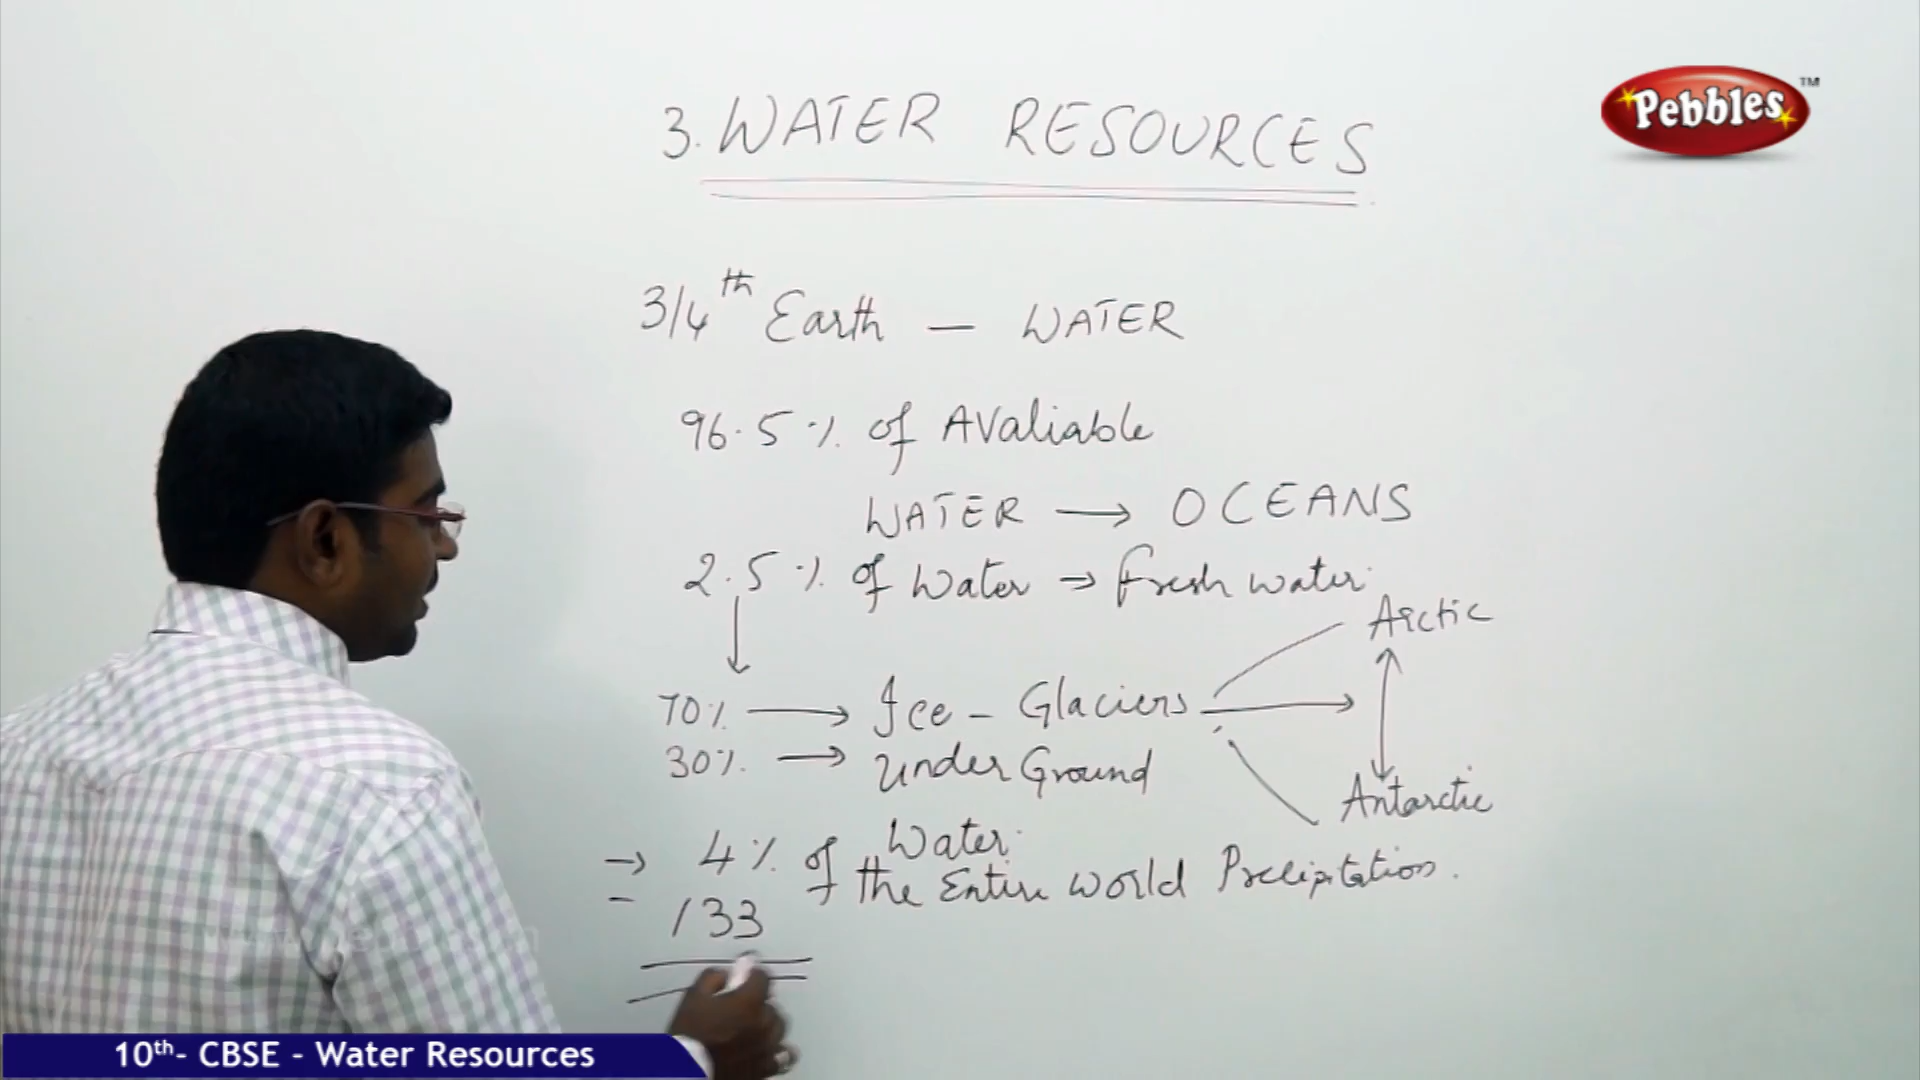 Pebbles™
3. WATER RESOURCES
3/4th Earth — WATER
96.5% of AValiable
WATER → OCEANS
2.5% of Water → Fresh water.
Arctic
70% → Ice - Glaciers
30% → Under Ground
Water.
Antarctic
→ 4% of the Entire world Precipitation.
- 133
10th- CBSE - Water Resources